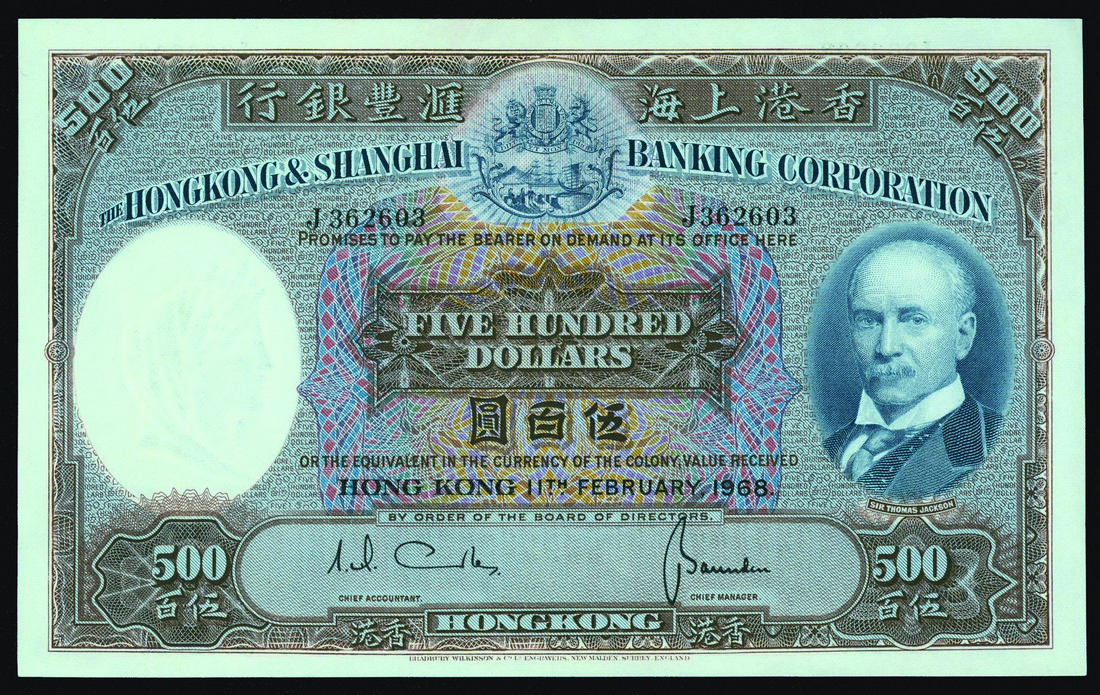 500 伍百
香港上海滙豐銀行
500 伍百
THE HONGKONG & SHANGHAI BANKING CORPORATION
J 362603
J 362603
PROMISES TO PAY THE BEARER ON DEMAND AT ITS OFFICE HERE
FIVE HUNDRED
DOLLARS
伍百圓
OR THE EQUIVALENT IN THE CURRENCY OF THE COLONY, VALUE RECEIVED
HONG KONG 11TH FEBRUARY, 1968.
SIR THOMAS JACKSON
BY ORDER OF THE BOARD OF DIRECTORS.
500
伍百
500
伍百
CHIEF ACCOUNTANT.
CHIEF MANAGER.
香港
HONGKONG
香港
BRADBURY WILKINSON & Co. Ld. ENGRAVERS, NEW MALDEN, SURREY, ENGLAND